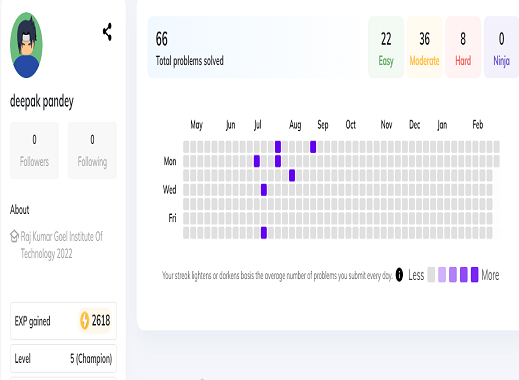 deepak pandey
0
Followers
0
Following
About
Raj Kumar Goel Institute Of
Technology 2022
EXP gained
2618
Level
5 (Champion)
66
Total problems solved
22
Easy
36
Moderate
8
Hard
0
Ninja
May Jun Jul Aug Sep Oct Nov Dec Jan Feb
Mon
Wed
Fri
Your streak lightens or darkens basis the average number of problems you submit every day.
Less
More